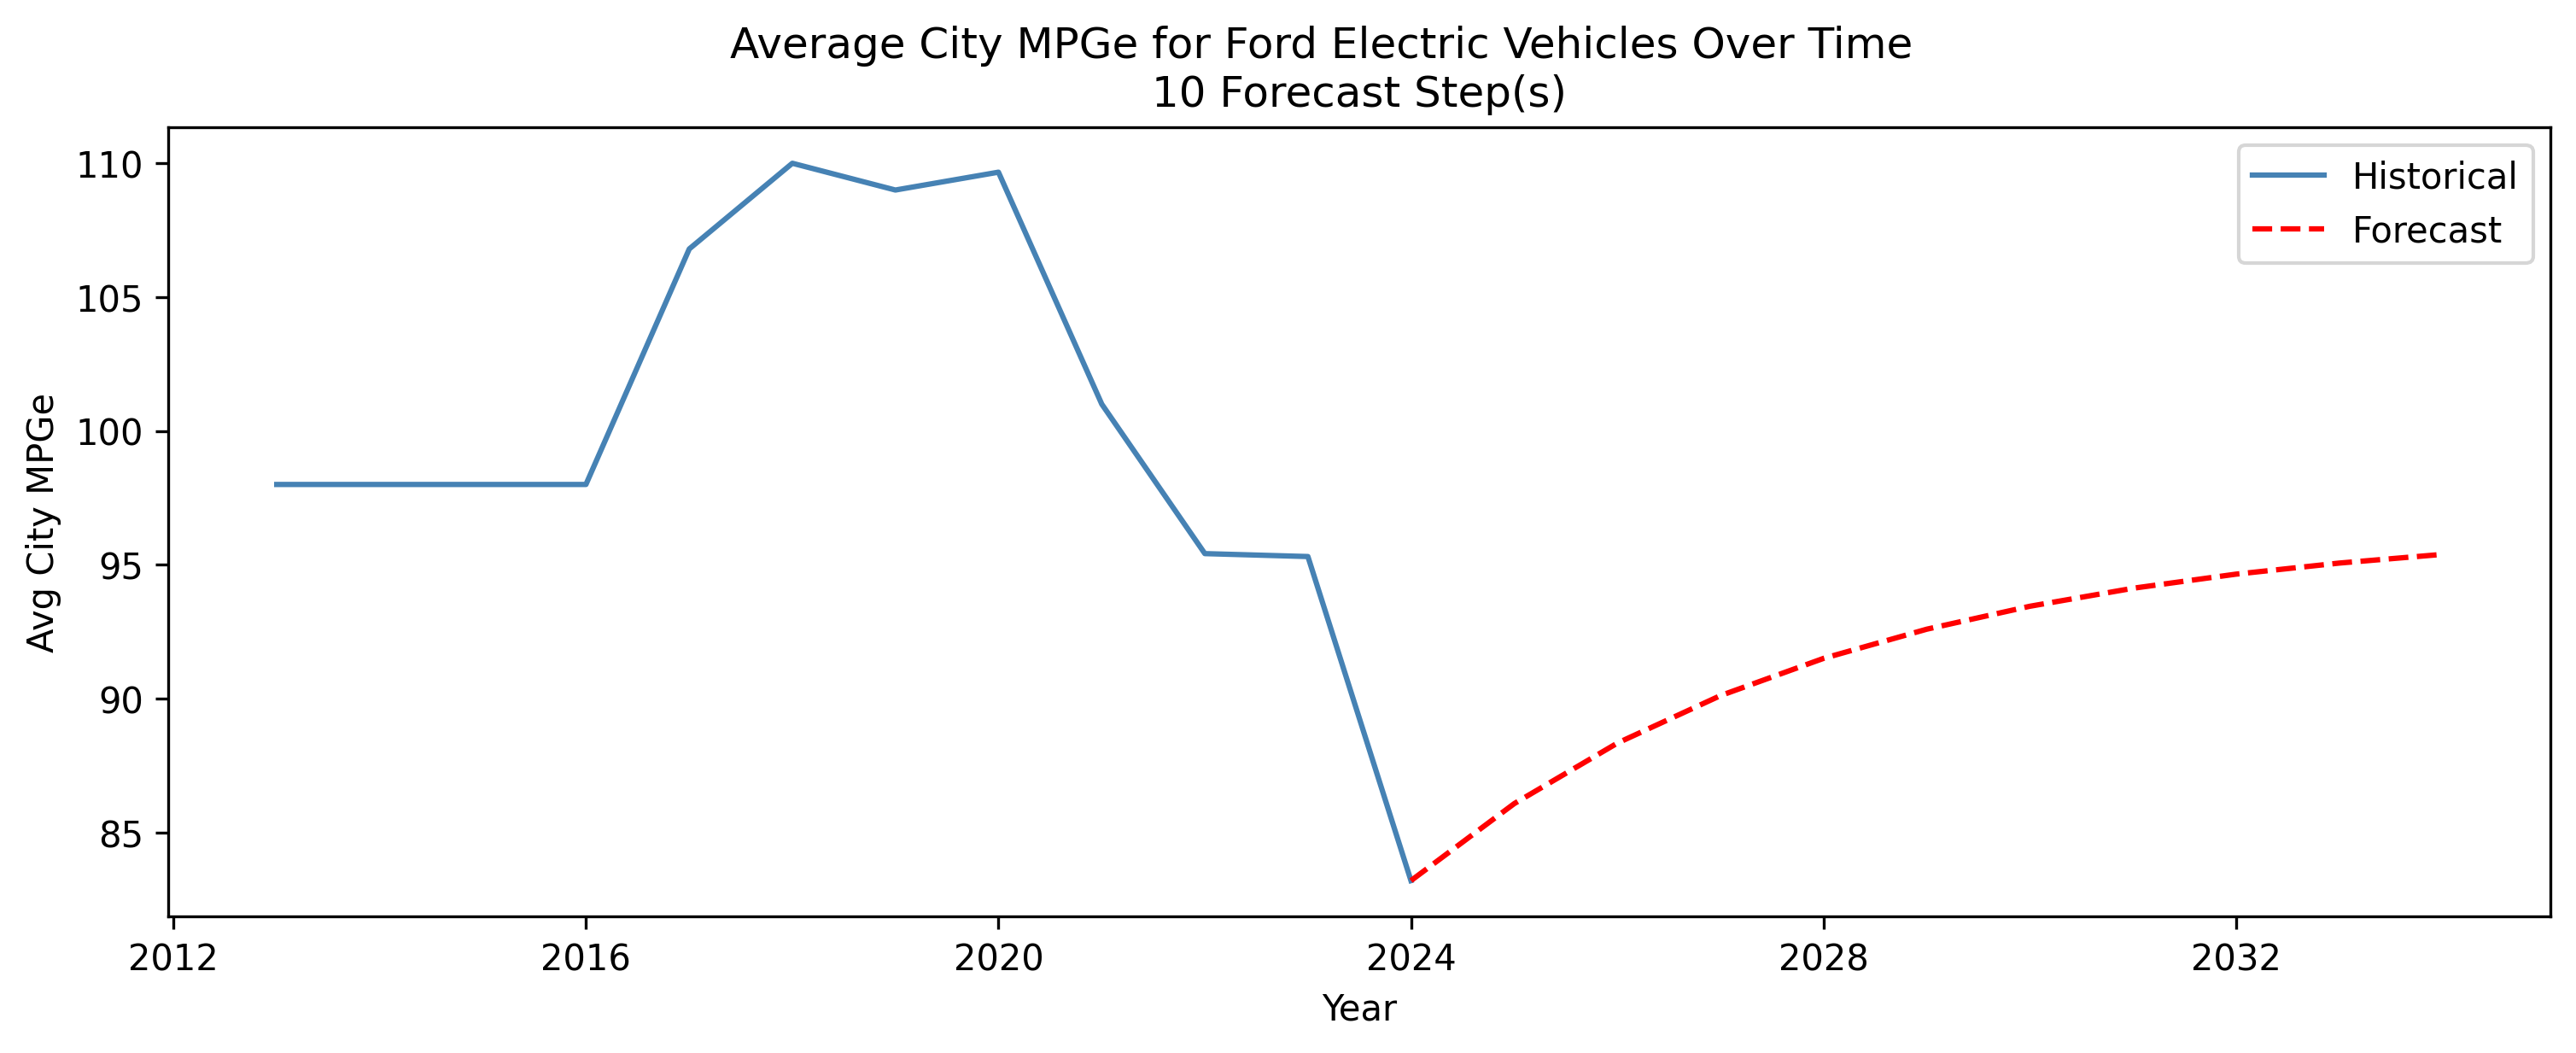 Average City MPGe for Ford Electric Vehicles Over Time
10 Forecast Step(s)
Historical
Forecast
110
105
100
95
90
85
Avg City MPGe
2012 2016 2020 2024 2028 2032
Year